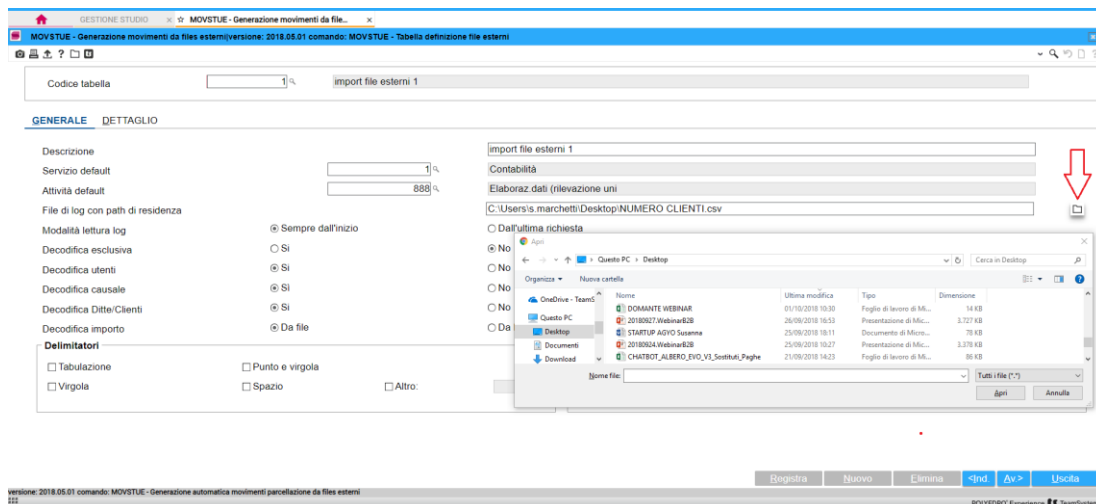 GESTIONE STUDIO × ☆ MOVSTUE - Generazione movimenti da file... ×
MOVSTUE - Generazione movimenti da files esterni|versione: 2018.05.01 comando: MOVSTUE - Tabella definizione file esterni
Codice tabella 1 import file esterni 1
GENERALE DETTAGLIO
Descrizione import file esterni 1
Servizio default 1 Contabilità
Attività default 888 Elaboraz.dati (rilevazione uni
File di log con path di residenza C:\Users\s.marchetti\Desktop\NUMERO CLIENTI.csv
Modalità lettura log Sempre dall'inizio Dall'ultima richiesta
Decodifica esclusiva Si No
Decodifica utenti Si No
Decodifica causale Si No
Decodifica Ditte/Clienti Si No
Decodifica importo Da file Da
Delimitatori
Tabulazione Punto e virgola
Virgola Spazio Altro:
Apri
Questo PC > Desktop Cerca in Desktop
Organizza Nuova cartella
Nome Ultima modifica Tipo Dimensione
OneDrive - TeamS
Questo PC
Desktop
Documenti
Download
DOMANTE WEBINAR 01/10/2018 10:30 Foglio di lavoro di Mi... 14 KB
20180927.WebinarB2B 26/09/2018 16:53 Presentazione di Mic... 3.727 KB
STARTUP AGYO Susanna 25/09/2018 18:11 Documento di Micro... 78 KB
20180924.WebinarB2B 25/09/2018 10:27 Presentazione di Mic... 3.378 KB
CHATBOT_ALBERO_EVO_V3_Sostituti_Paghe 21/09/2018 14:23 Foglio di lavoro di Mi... 86 KB
Nome file: Tutti i file (*.*)
Apri Annulla
Registra Nuovo Elimina <Ind. Av.> Uscita
versione: 2018.05.01 comando: MOVSTUE - Generazione automatica movimenti parcellazione da files esterni
POLYEDRO Experience TeamSystem